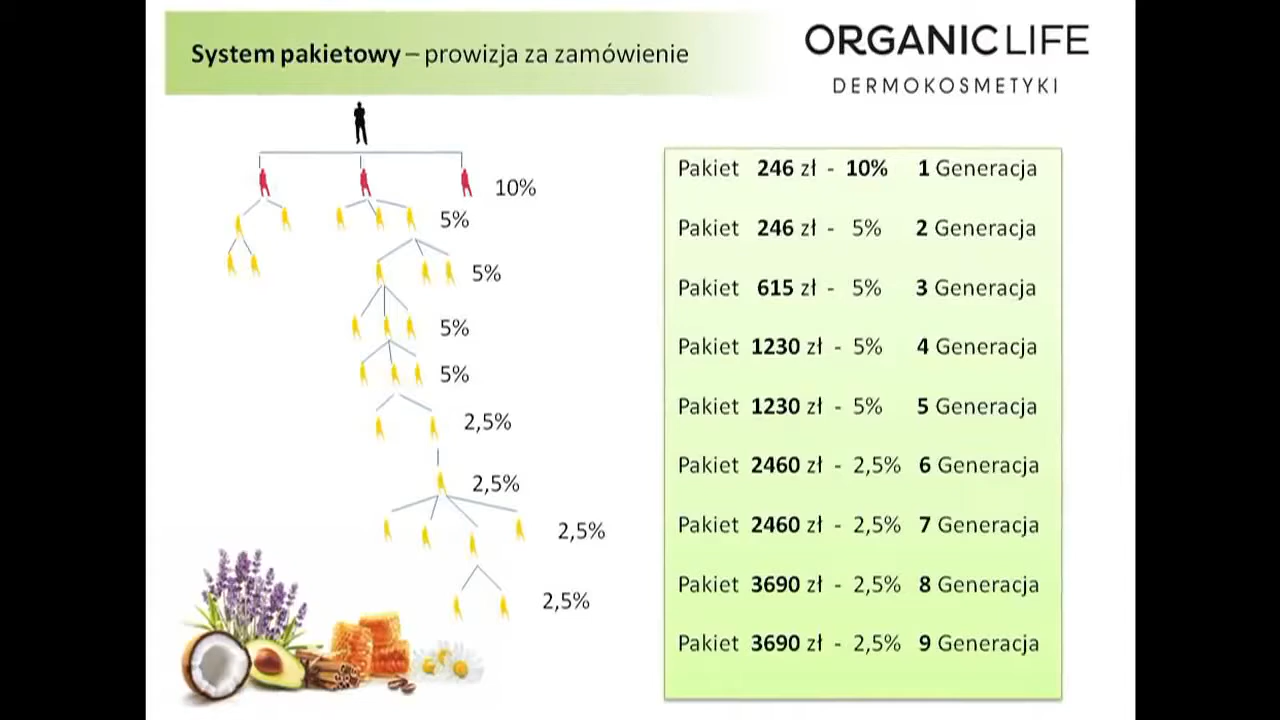 System pakietowy – prowizja za zamówienie
ORGANICLIFE
DERMOKOSMETYKI
10%
5%
5%
5%
5%
2,5%
2,5%
2,5%
2,5%
Pakiet 246 zł - 10% 1 Generacja
Pakiet 246 zł - 5% 2 Generacja
Pakiet 615 zł - 5% 3 Generacja
Pakiet 1230 zł - 5% 4 Generacja
Pakiet 1230 zł - 5% 5 Generacja
Pakiet 2460 zł - 2,5% 6 Generacja
Pakiet 2460 zł - 2,5% 7 Generacja
Pakiet 3690 zł - 2,5% 8 Generacja
Pakiet 3690 zł - 2,5% 9 Generacja